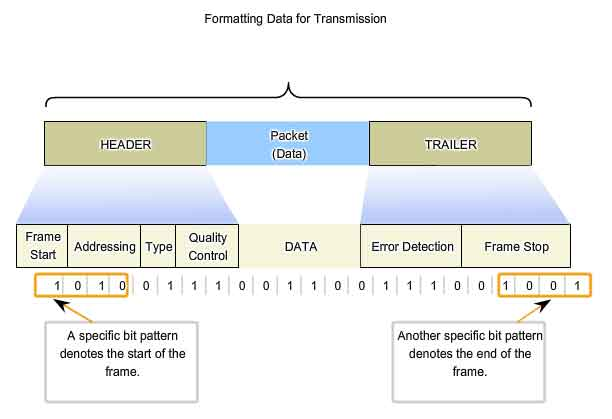 Formatting Data for Transmission
HEADER
Packet
(Data)
TRAILER
Frame
Start
Addressing
Type
Quality
Control
DATA
Error Detection
Frame Stop
1 0 1 0 0 1 1 1 0 0 0 0 1 1 0 0 1 1 1 0 0 1 0 0 1
A specific bit pattern
denotes the start of the
frame.
Another specific bit pattern
denotes the end of the
frame.